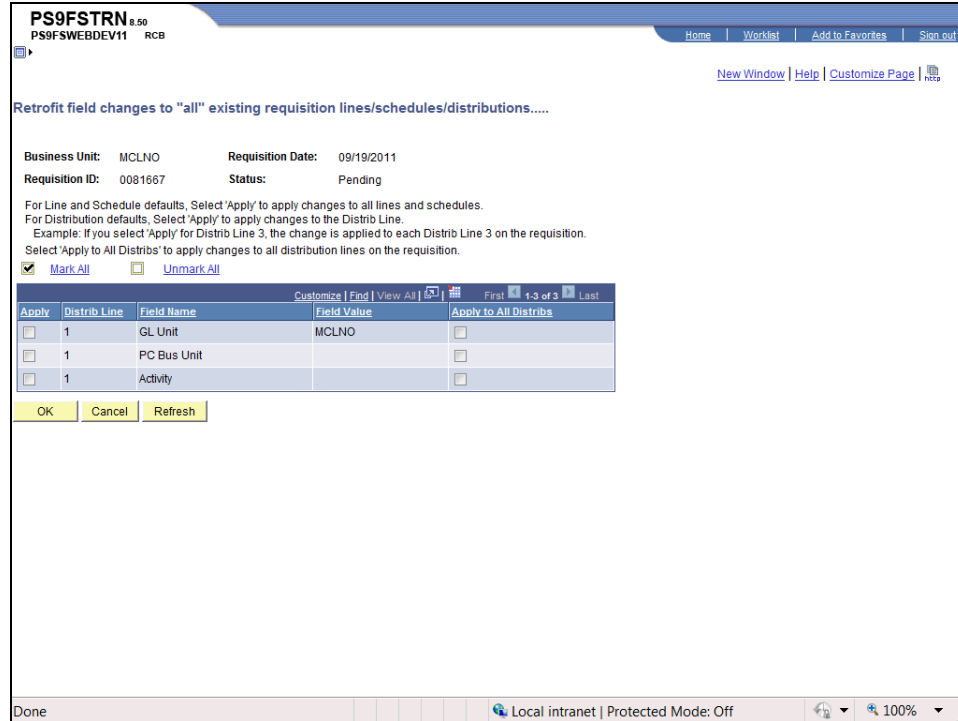 PS9FSTRN 8.50
PS9FSWEBDEV11 RCB
Home | Worklist | Add to Favorites | Sign out
New Window | Help | Customize Page | http
Retrofit field changes to "all" existing requisition lines/schedules/distributions.....
Business Unit: MCLNO Requisition Date: 09/19/2011
Requisition ID: 0081667 Status: Pending
For Line and Schedule defaults, Select 'Apply' to apply changes to all lines and schedules.
For Distribution defaults, Select 'Apply' to apply changes to the Distrib Line.
Example: If you select 'Apply' for Distrib Line 3, the change is applied to each Distrib Line 3 on the requisition.
Select 'Apply to All Distribs' to apply changes to all distribution lines on the requisition.
Mark All Unmark All
Customize | Find | View All | First 1-3 of 3 Last
Apply Distrib Line Field Name Field Value Apply to All Distribs
1 GL Unit MCLNO
1 PC Bus Unit
1 Activity
OK Cancel Refresh
Done Local intranet | Protected Mode: Off 100%